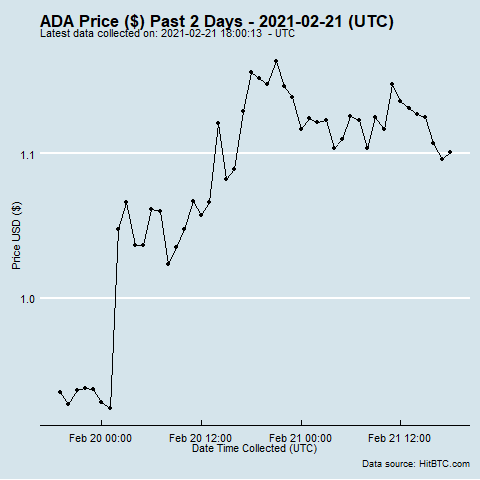 ADA Price ($) Past 2 Days - 2021-02-21 (UTC)
Latest data collected on: 2021-02-21 18:00:13 - UTC
Price USD ($)
1.1
1.0
Feb 20 00:00 Feb 20 12:00 Feb 21 00:00 Feb 21 12:00
Date Time Collected (UTC)
Data source: HitBTC.com